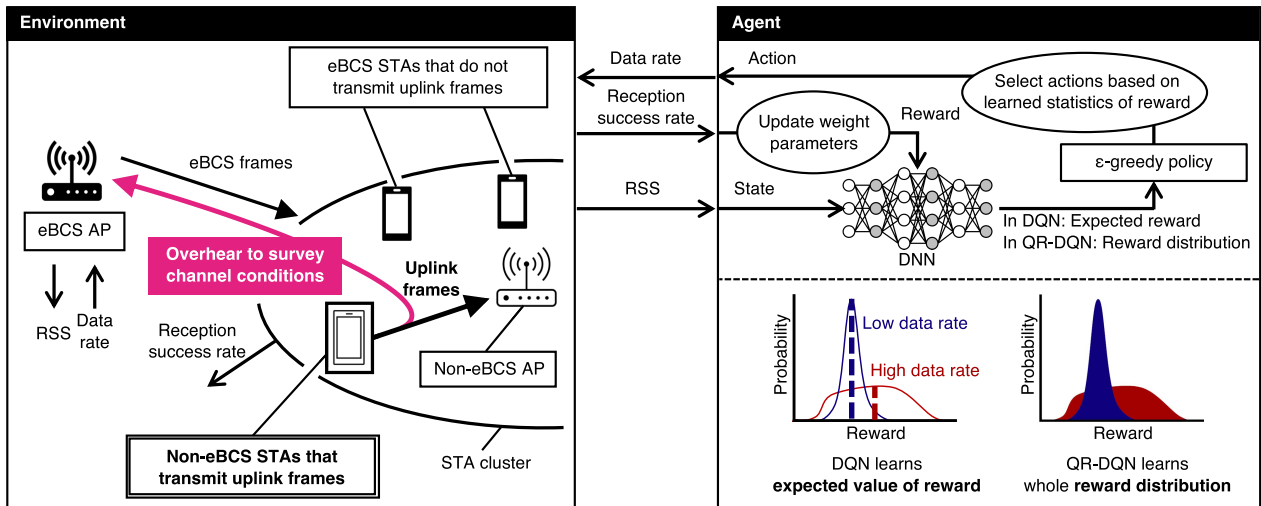 Environment
eBCS STAs that do not
transmit uplink frames
eBCS frames
eBCS AP
Overhear to survey
channel conditions
Uplink
frames
RSS
Data
rate
Reception
success rate
Non-eBCS AP
Non-eBCS STAs that
transmit uplink frames
STA cluster
Data rate
Reception
success rate
RSS
Agent
Action
Select actions based on
learned statistics of reward
Update weight
parameters
Reward
ε-greedy policy
State
DNN
In DQN: Expected reward
In QR-DQN: Reward distribution
Probability
Low data rate
High data rate
Reward
DQN learns
expected value of reward
Probability
Reward
QR-DQN learns
whole reward distribution